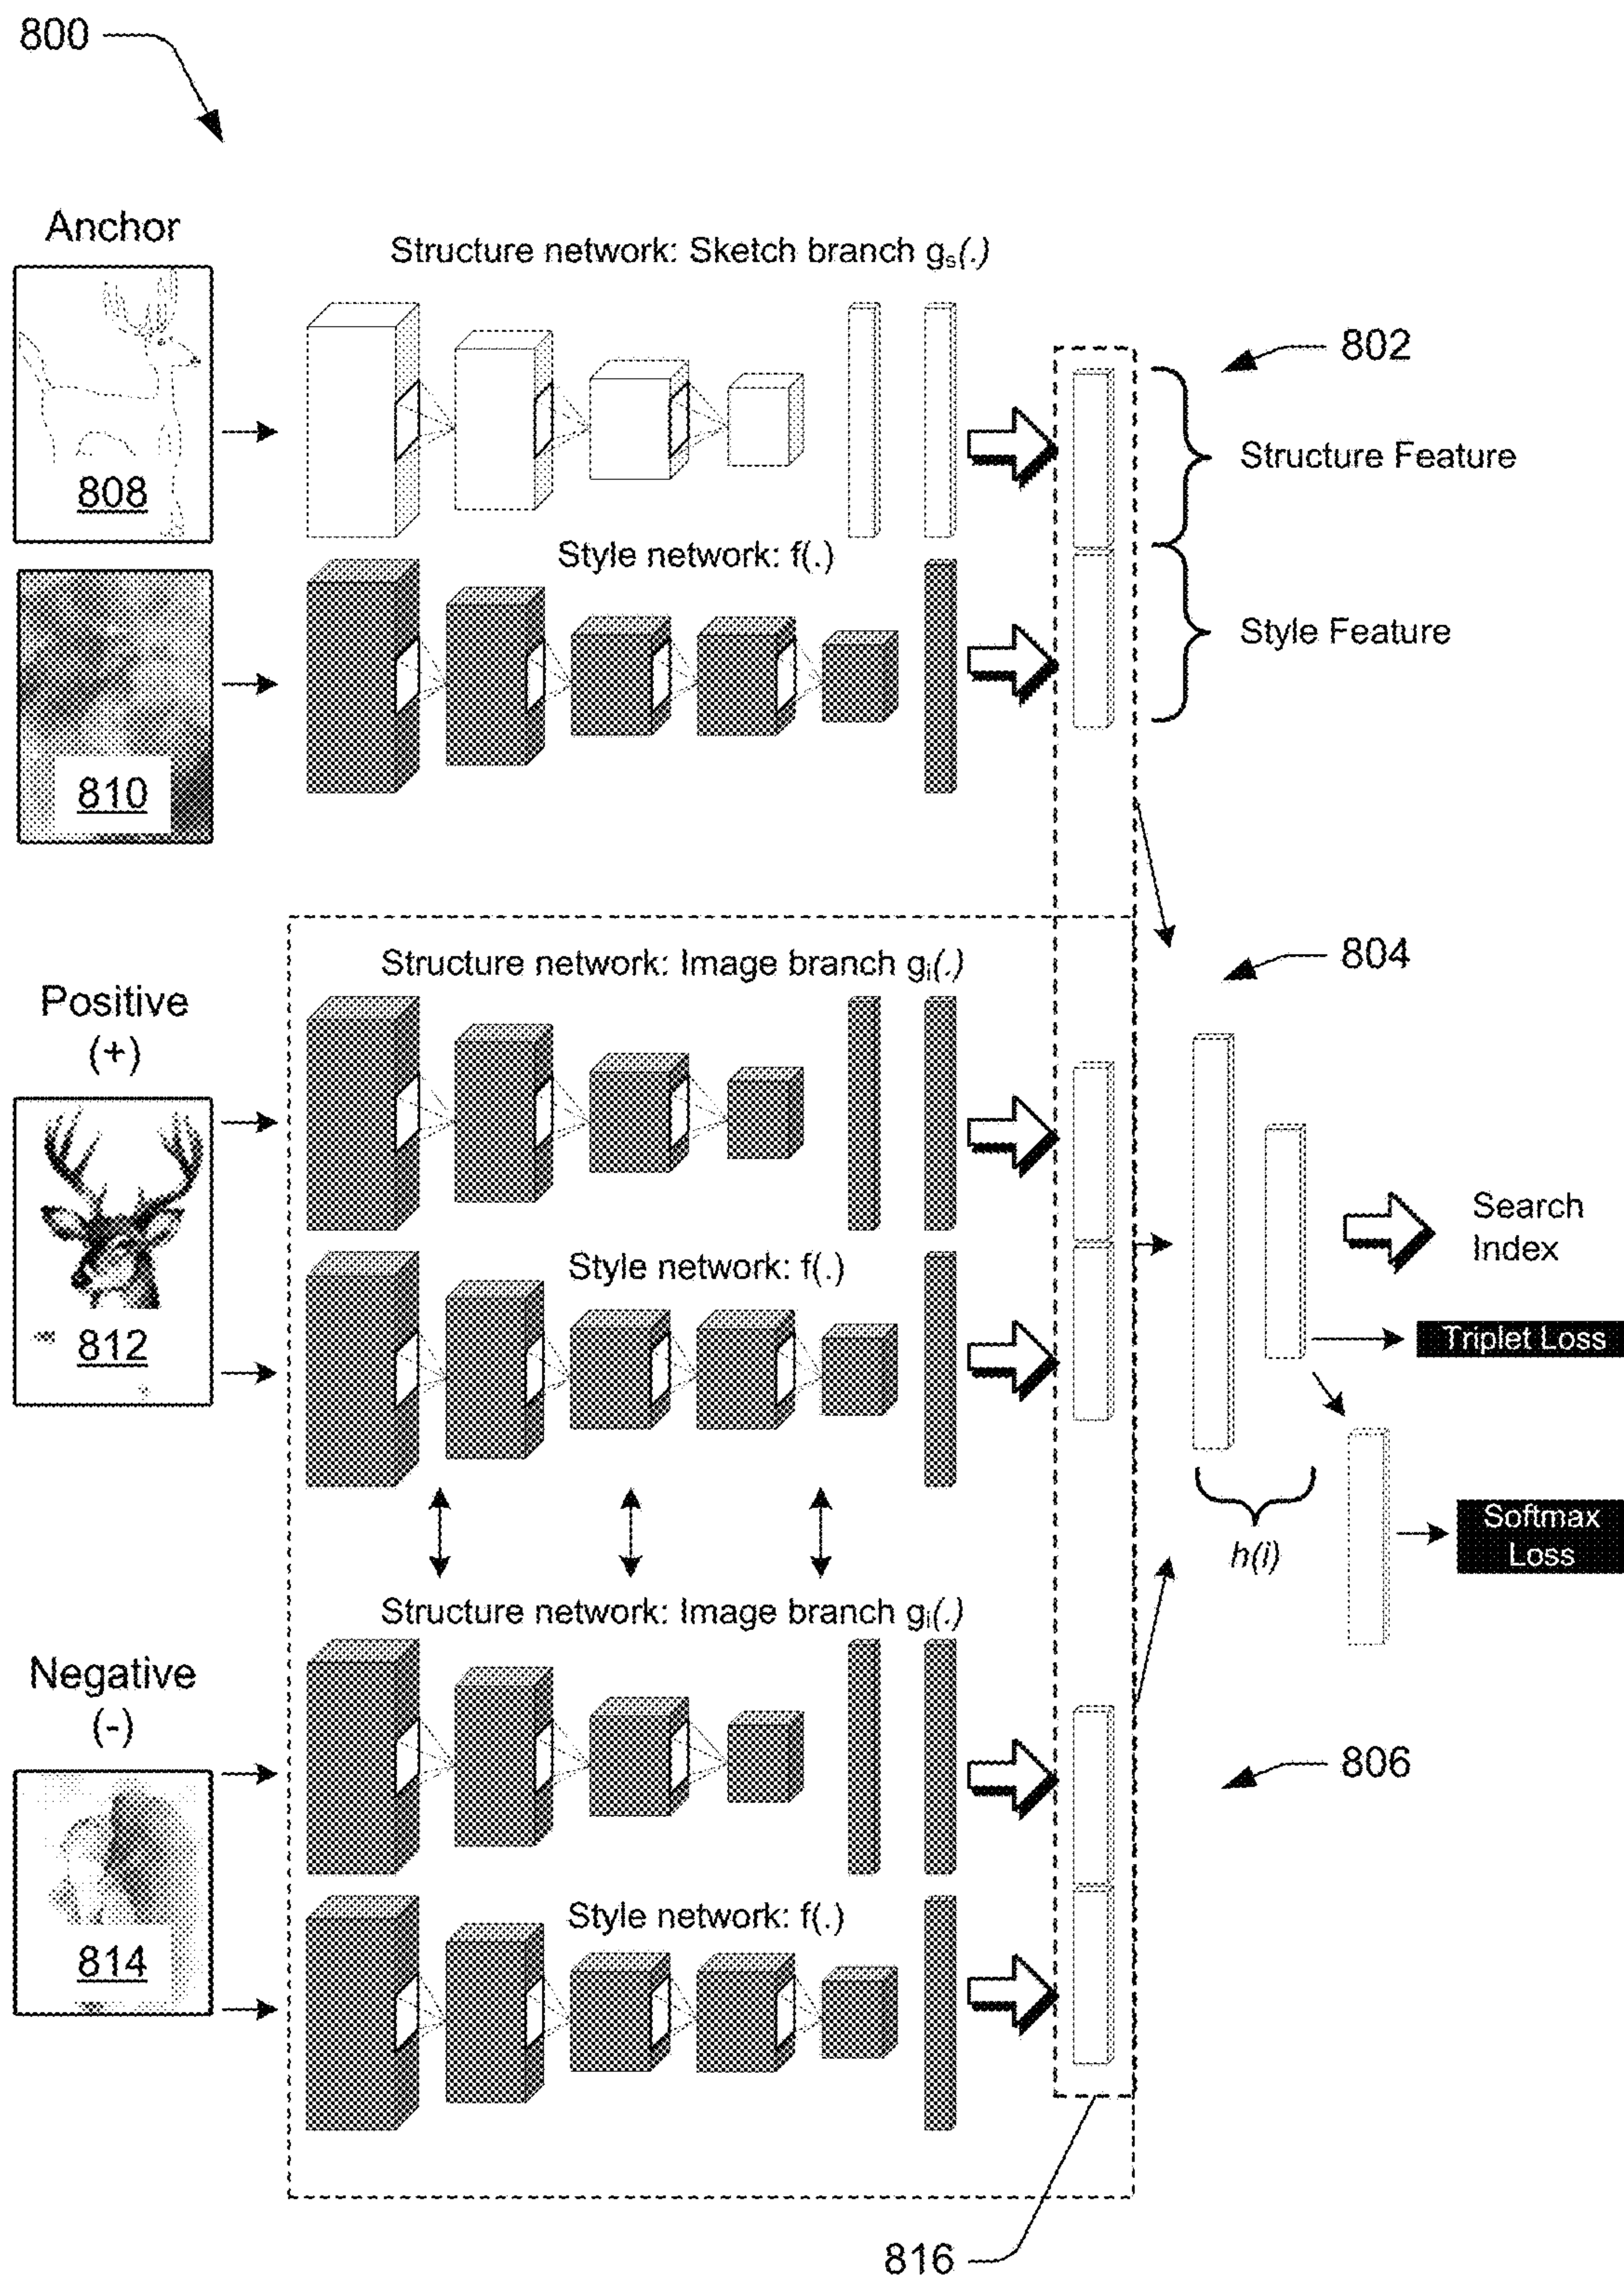 800
Anchor
Structure network: Sketch branch gs(.)
802
808
Structure Feature
Style network: f(.)
Style Feature
810
Structure network: Image branch gi(.)
804
Positive
(+)
Search
Index
Style network: f(.)
812
Triplet Loss
Softmax
Loss
h(i)
Structure network: Image branch gi(.)
Negative
(-)
806
Style network: f(.)
814
816